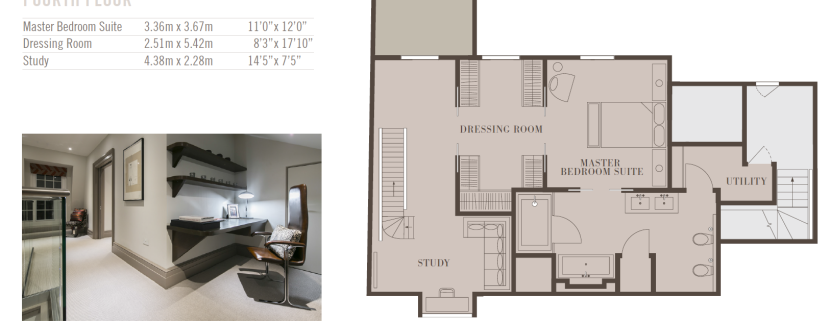 FOURTH FLOOR
Master Bedroom Suite 3.36m x 3.67m 11'0"x 12'0"
Dressing Room 2.51m x 5.42m 8'3"x 17'10"
Study 4.38m x 2.28m 14'5"x 7'5"
DRESSING ROOM
MASTER
BEDROOM SUITE
UTILITY
STUDY